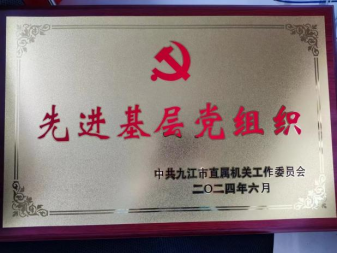 先进基层党组织
中共九江市直属机关工作委员会
二〇二四年六月